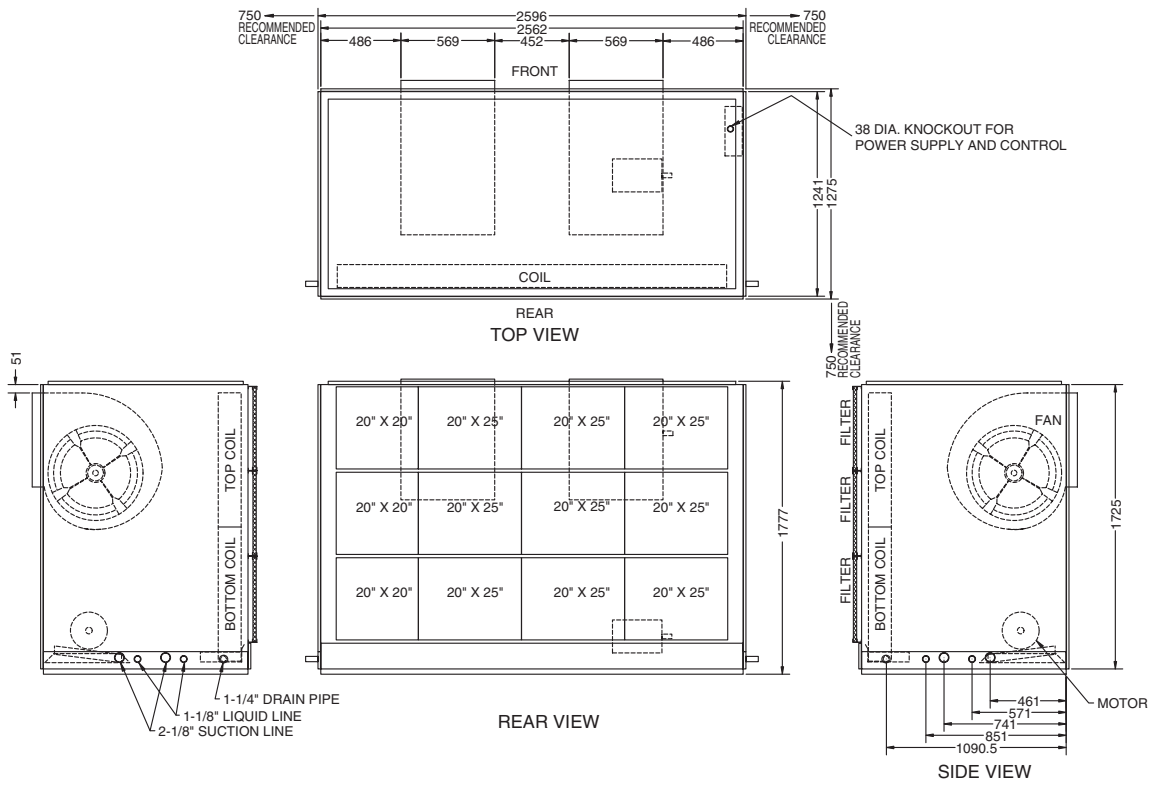 750
RECOMMENDED
CLEARANCE
2596
2562
750
RECOMMENDED
CLEARANCE
486
569
452
569
486
FRONT
38 DIA. KNOCKOUT FOR
POWER SUPPLY AND CONTROL
1241
1275
COIL
REAR
TOP VIEW
750
RECOMMENDED
CLEARANCE
51
TOP COIL
BOTTOM COIL
1-1/4" DRAIN PIPE
1-1/8" LIQUID LINE
2-1/8" SUCTION LINE
20" X 20"
20" X 25"
20" X 25"
20" X 25"
20" X 20"
20" X 25"
20" X 25"
20" X 25"
20" X 20"
20" X 25"
20" X 25"
20" X 25"
1777
REAR VIEW
FILTER
FILTER
FILTER
TOP COIL
BOTTOM COIL
FAN
1725
MOTOR
461
571
741
851
1090.5
SIDE VIEW